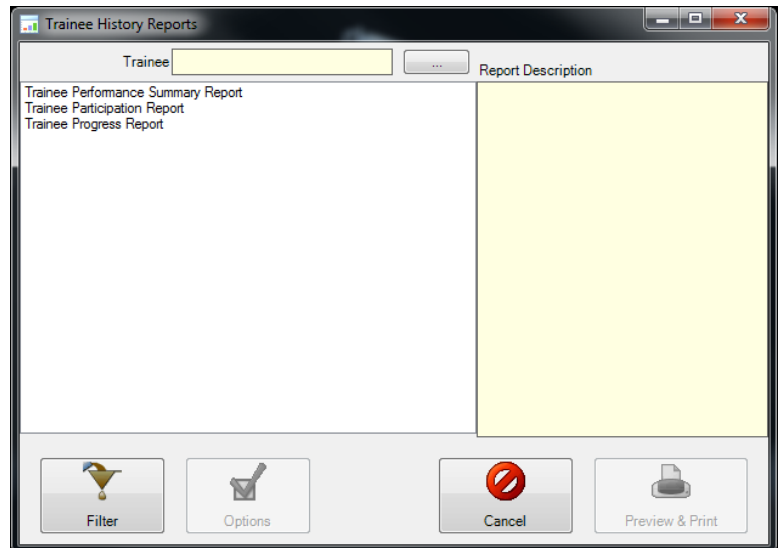 Trainee History Reports
Trainee
...
Report Description
Trainee Performance Summary Report
Trainee Participation Report
Trainee Progress Report
Filter
Options
Cancel
Preview & Print